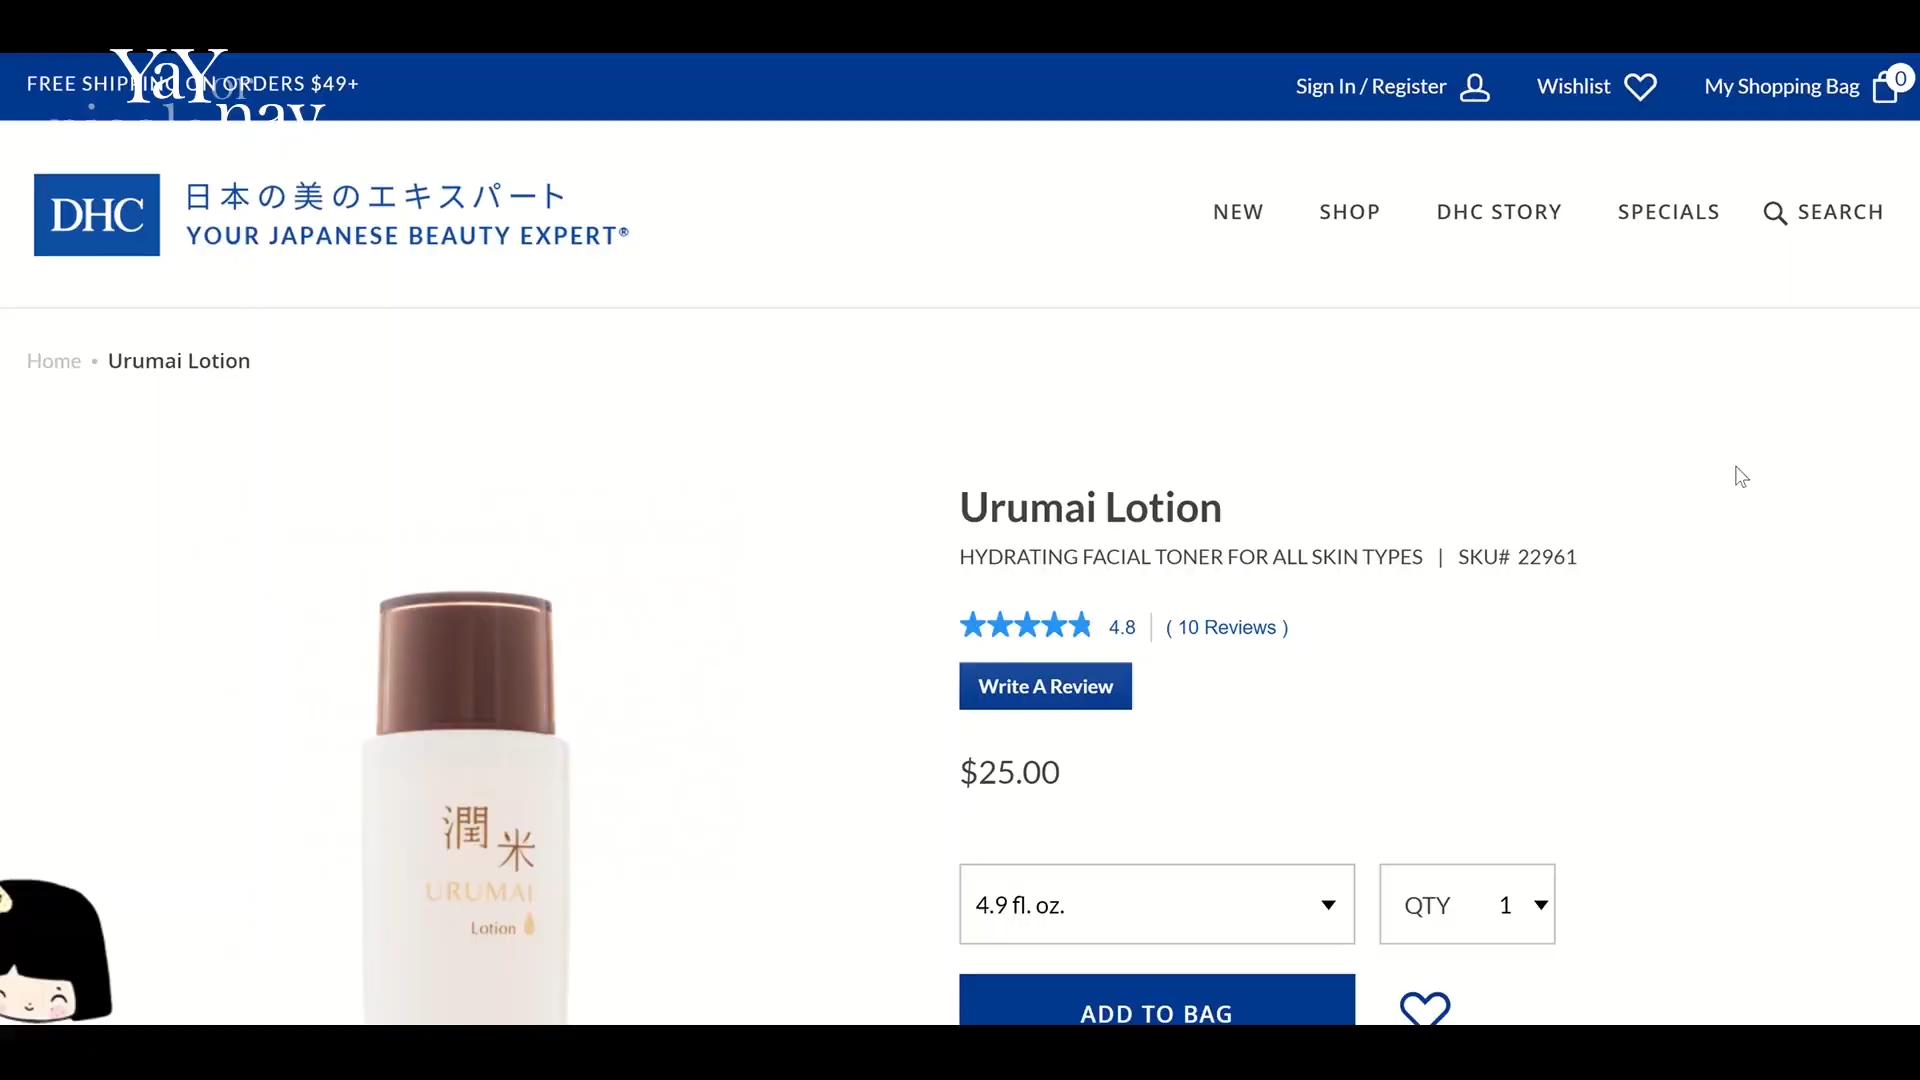 YaY or
nay
FREE SHIPPING ON ORDERS $49+
Sign In / Register
Wishlist
My Shopping Bag
0
DHC
日本の美のエキスパート
YOUR JAPANESE BEAUTY EXPERT®
NEW
SHOP
DHC STORY
SPECIALS
SEARCH
Home • Urumai Lotion
Urumai Lotion
HYDRATING FACIAL TONER FOR ALL SKIN TYPES | SKU# 22961
4.8 | ( 10 Reviews )
Write A Review
$25.00
潤米
URUMAI
Lotion
4.9 fl. oz.
QTY 1
ADD TO BAG